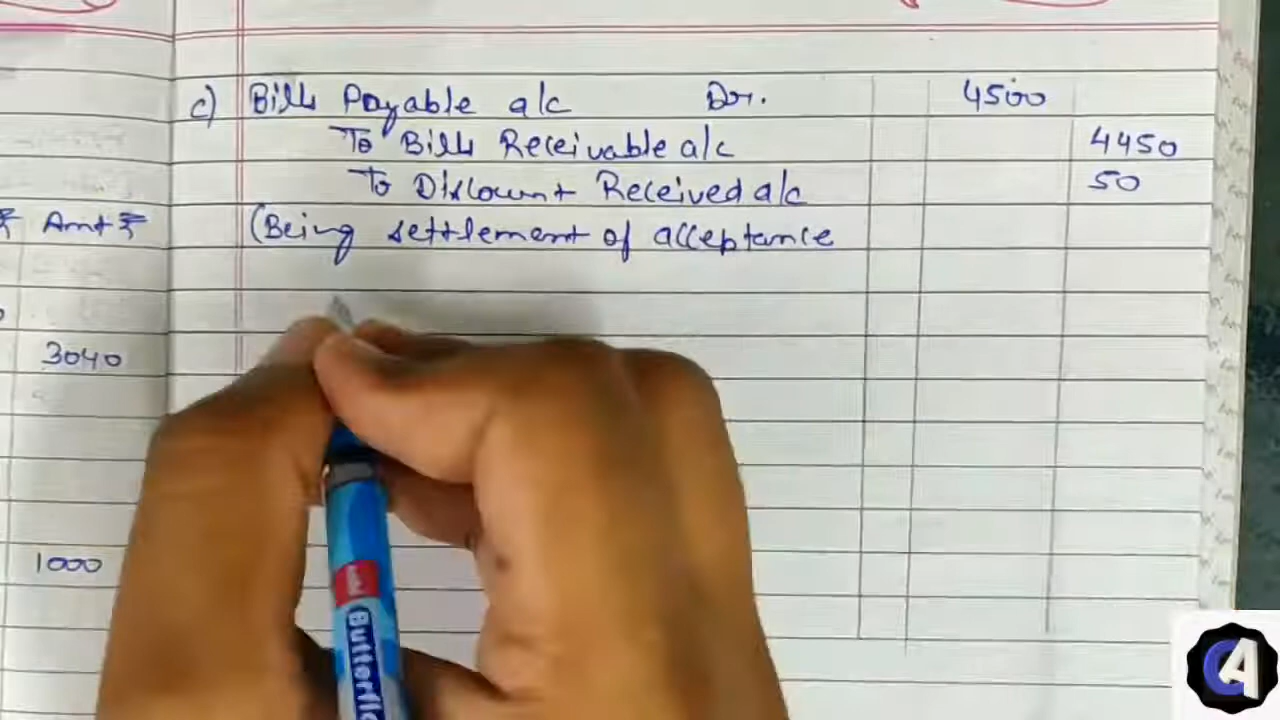 c) Bills Payable a/c Dr. 4500
To Bills Receivable a/c 4450
To Discount Received a/c 50
(Being settlement of acceptance
₹ Amt ₹
3040
1000
Butterfl
CA